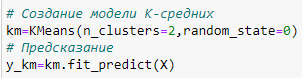 # Создание модели К-средних
km=KMeans(n_clusters=2,random_state=0)
# Предсказание
y_km=km.fit_predict(X)